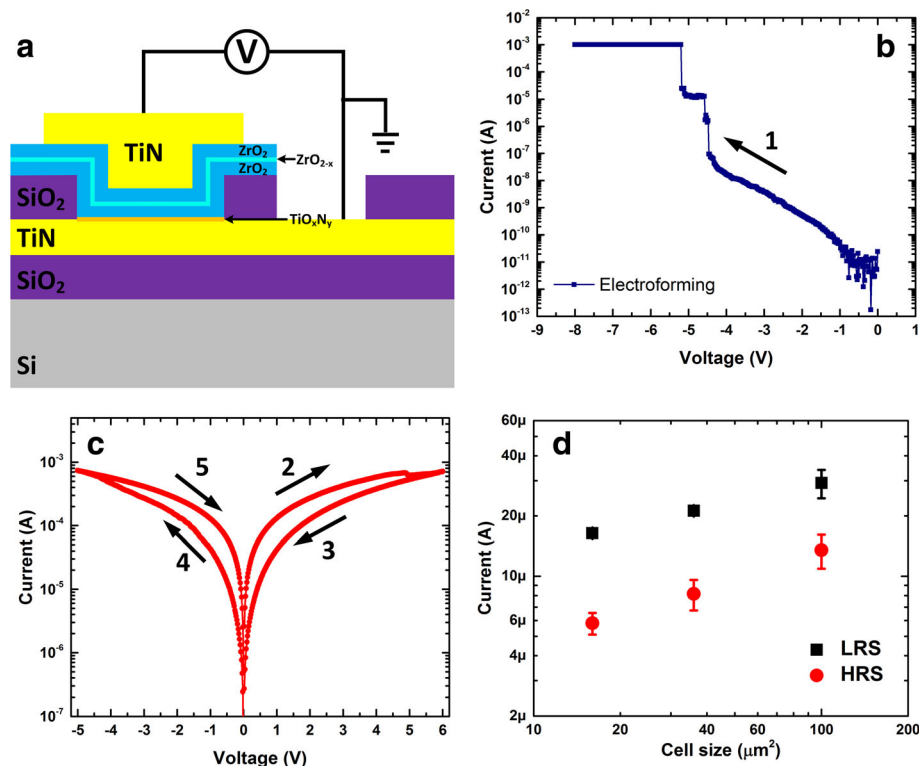 a
V
TiN
ZrO₂
ZrO₂₋ₓ
ZrO₂
SiO₂
TiOₓNᵧ
TiN
SiO₂
Si
b
10⁻²
10⁻³
10⁻⁴
10⁻⁵
10⁻⁶
10⁻⁷
10⁻⁸
10⁻⁹
10⁻¹⁰
10⁻¹¹
10⁻¹²
10⁻¹³
Current (A)
1
Electroforming
-9 -8 -7 -6 -5 -4 -3 -2 -1 0 1
Voltage (V)
c
10⁻³
10⁻⁴
10⁻⁵
10⁻⁶
10⁻⁷
Current (A)
5 2
4 3
-5 -4 -3 -2 -1 0 1 2 3 4 5 6
Voltage (V)
d
60μ
40μ
20μ
10μ
6μ
4μ
2μ
Current (A)
LRS
HRS
10 20 40 60 80 100 200
Cell size (μm²)